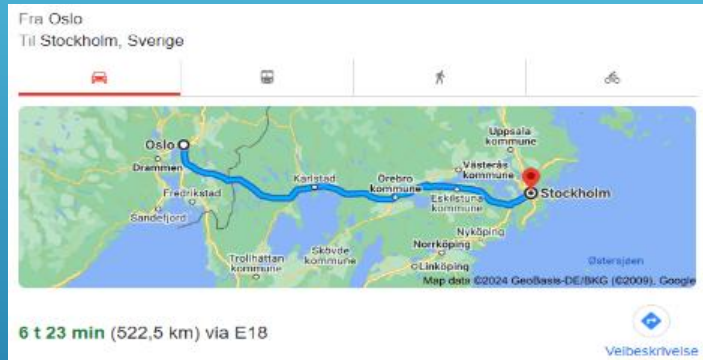 Fra Oslo
Til Stockholm, Sverige
Uppsala
kommune
Oslo
Drammen
Västerås
kommune
Karlstad
Örebro
kommune
Stockholm
Fredrikstad
Eskilstuna
kommune
Sandefjord
Nyköping
Trollhättan
kommune
Skövde
kommune
Norrköping
Linköping
Østersjøen
Map data ©2024 GeoBasis-DE/BKG (©2009), Google
6 t 23 min (522,5 km) via E18
Veibeskrivelse